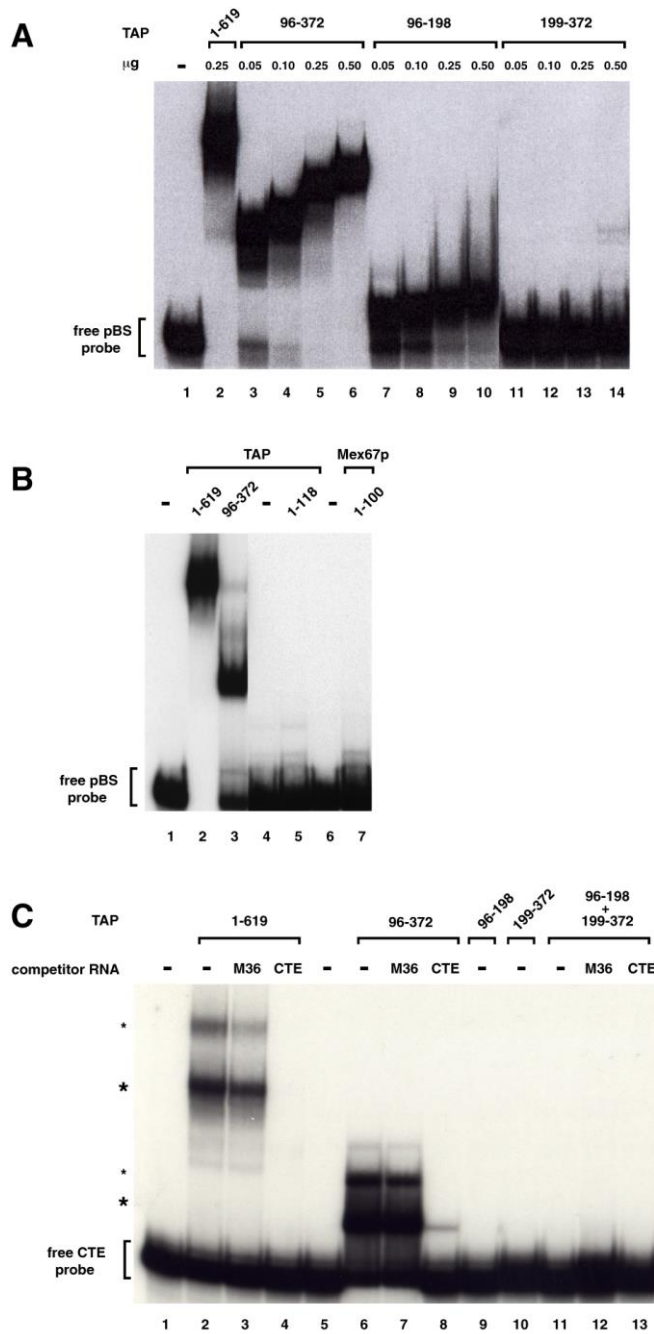 A
TAP 1-619 96-372 96-198 199-372
μg - 0.25 0.05 0.10 0.25 0.50 0.05 0.10 0.25 0.50 0.05 0.10 0.25 0.50
free pBS
probe
1 2 3 4 5 6 7 8 9 10 11 12 13 14
B
TAP Mex67p
- 1-619 96-372 - 1-118 - 1-100
free pBS
probe
1 2 3 4 5 6 7
C
TAP 1-619 96-372 96-198 199-372 96-198
+
199-372
competitor RNA - - M36 CTE - - M36 CTE - - - M36 CTE
*
*
*
*
free CTE
probe
1 2 3 4 5 6 7 8 9 10 11 12 13